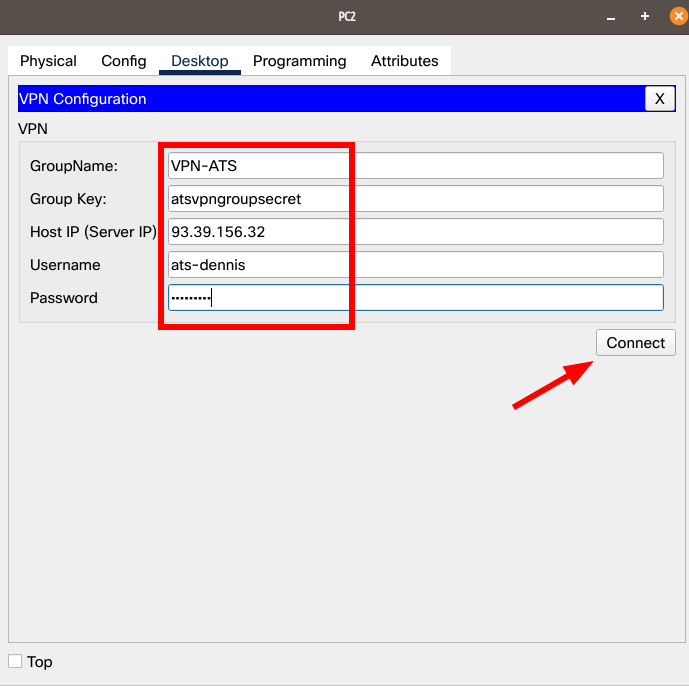 PC2
Physical Config Desktop Programming Attributes
VPN Configuration X
VPN
GroupName: VPN-ATS
Group Key: atsvpngroupsecret
Host IP (Server IP) 93.39.156.32
Username ats-dennis
Password •••••••••
Connect
Top